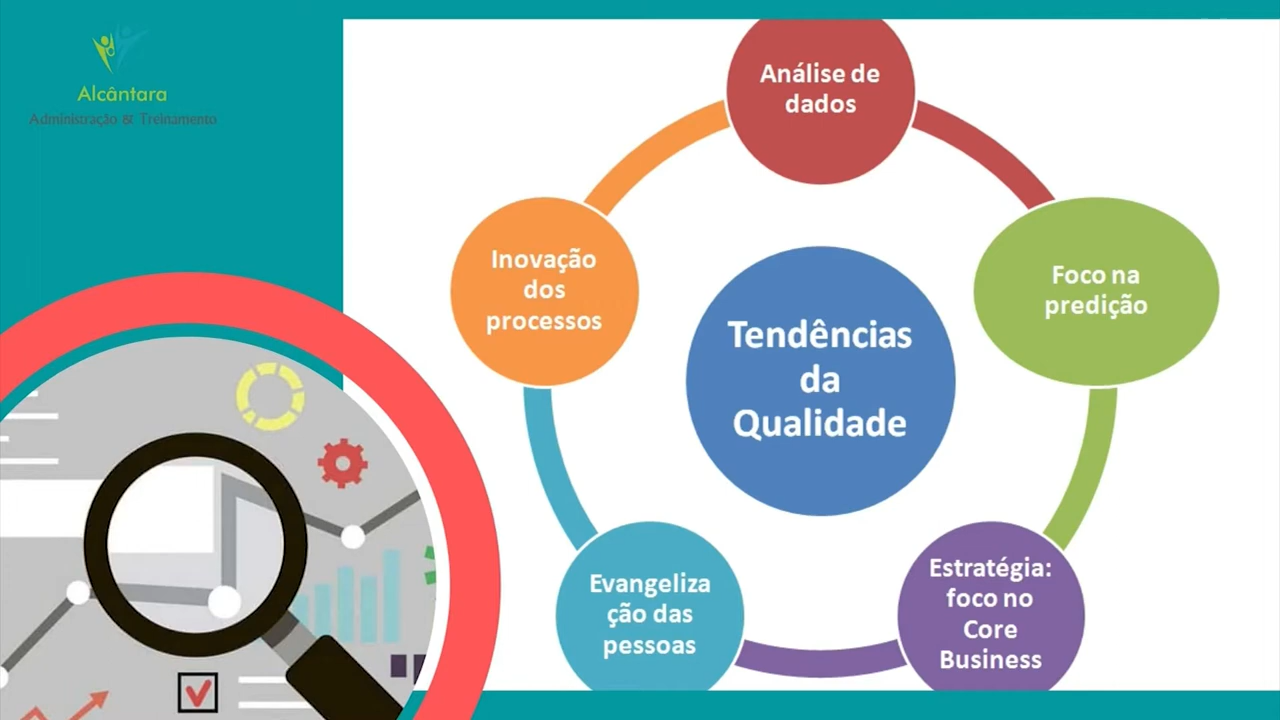 Alcântara
Administração & Treinamento
Análise de
dados
Foco na
predição
Estratégia:
foco no
Core
Business
Evangeliza
ção das
pessoas
Inovação
dos
processos
Tendências
da
Qualidade